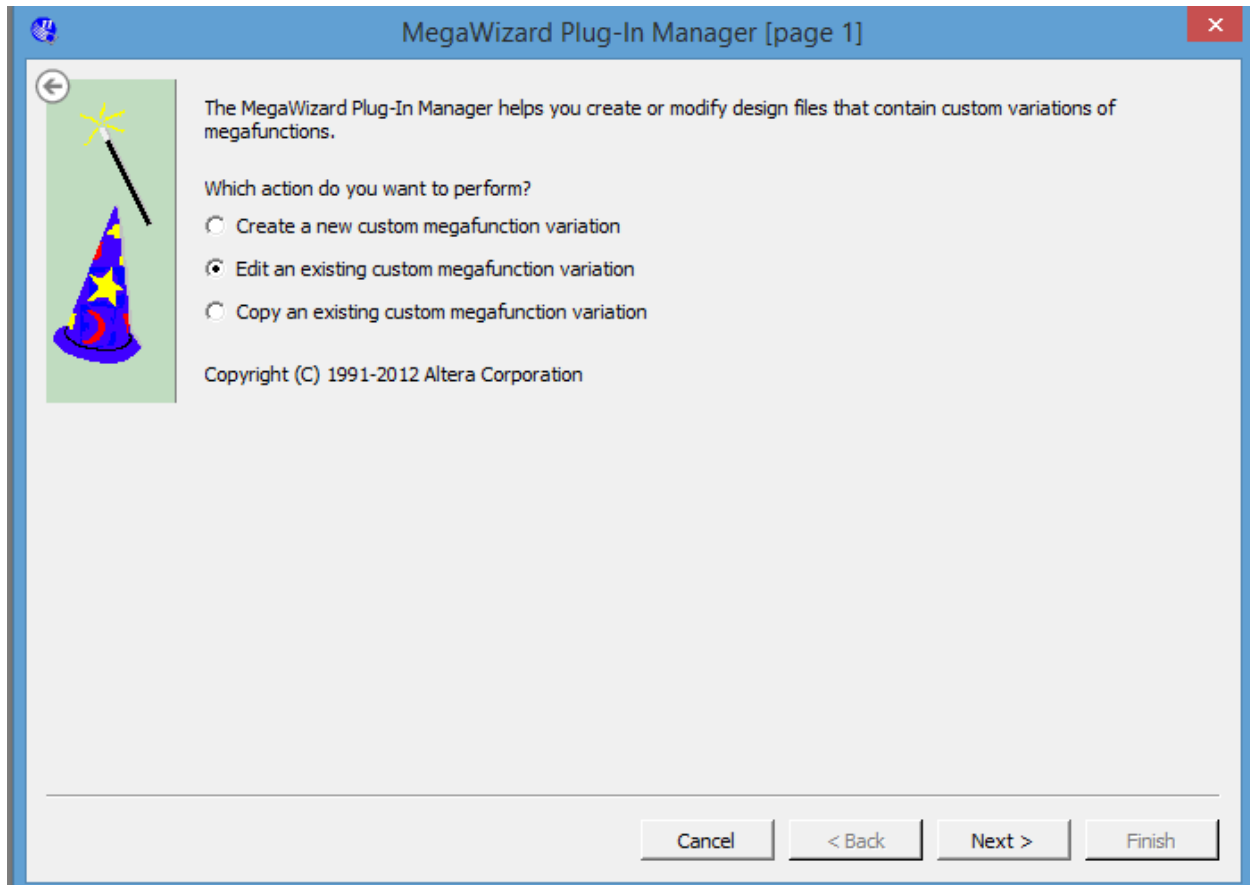 MegaWizard Plug-In Manager [page 1]
The MegaWizard Plug-In Manager helps you create or modify design files that contain custom variations of
megafunctions.
Which action do you want to perform?
Create a new custom megafunction variation
Edit an existing custom megafunction variation
Copy an existing custom megafunction variation
Copyright (C) 1991-2012 Altera Corporation
Cancel
< Back
Next >
Finish